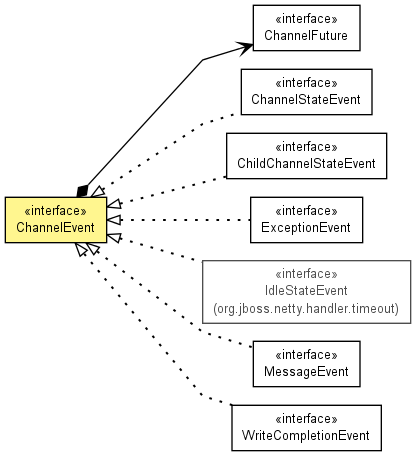 «interface»
ChannelFuture
«interface»
ChannelStateEvent
«interface»
ChildChannelStateEvent
«interface»
ChannelEvent
«interface»
ExceptionEvent
«interface»
IdleStateEvent
(org.jboss.netty.handler.timeout)
«interface»
MessageEvent
«interface»
WriteCompletionEvent